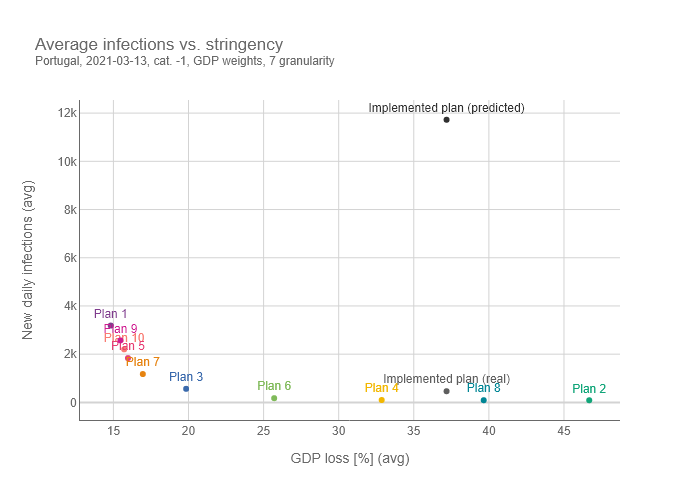 Average infections vs. stringency
Portugal, 2021-03-13, cat. -1, GDP weights, 7 granularity
Implemented plan (predicted)
12k
10k
8k
6k
4k
2k
0
New daily infections (avg)
Plan 1
Plan 9
Plan 10
Plan 5
Plan 7
Plan 3
Plan 6
Implemented plan (real)
Plan 4
Plan 8
Plan 2
15
20
25
30
35
40
45
GDP loss [%] (avg)